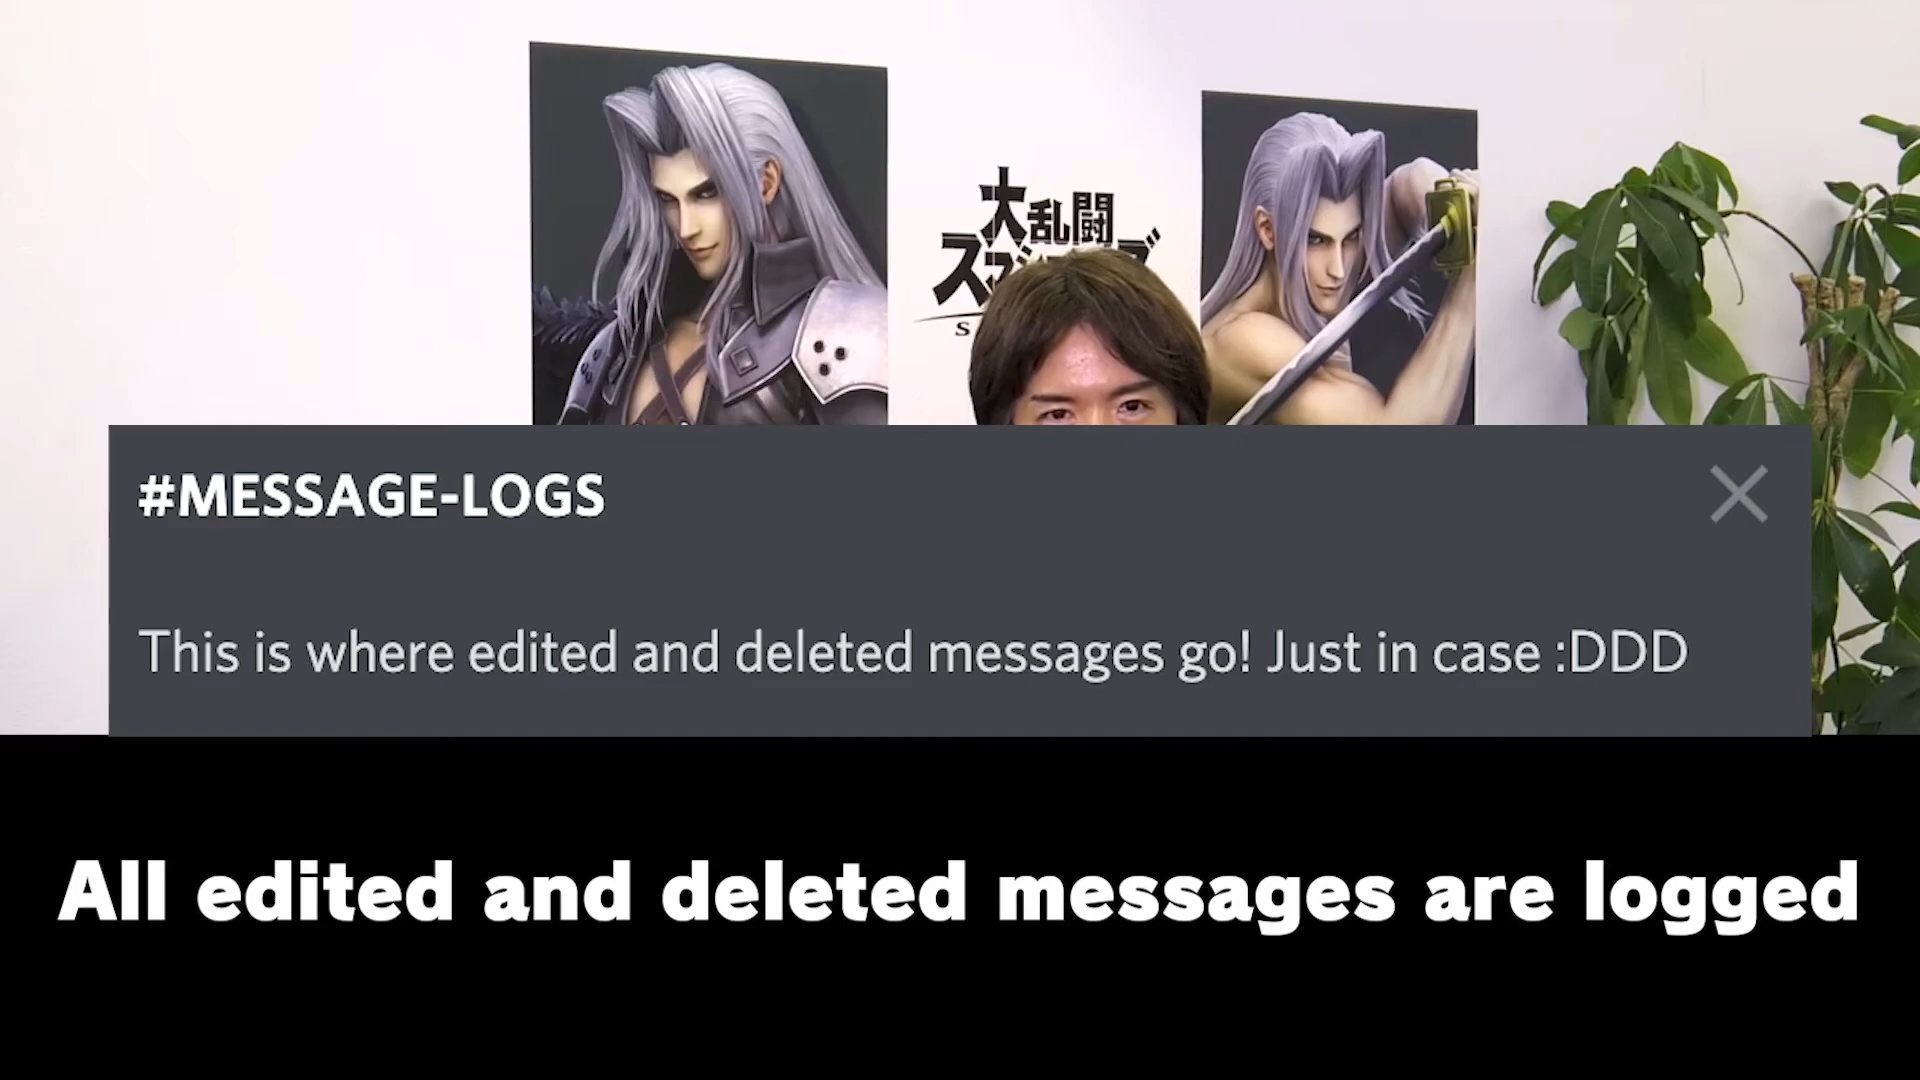 大乱闘
#MESSAGE-LOGS
This is where edited and deleted messages go! Just in case :DDD
All edited and deleted messages are logged